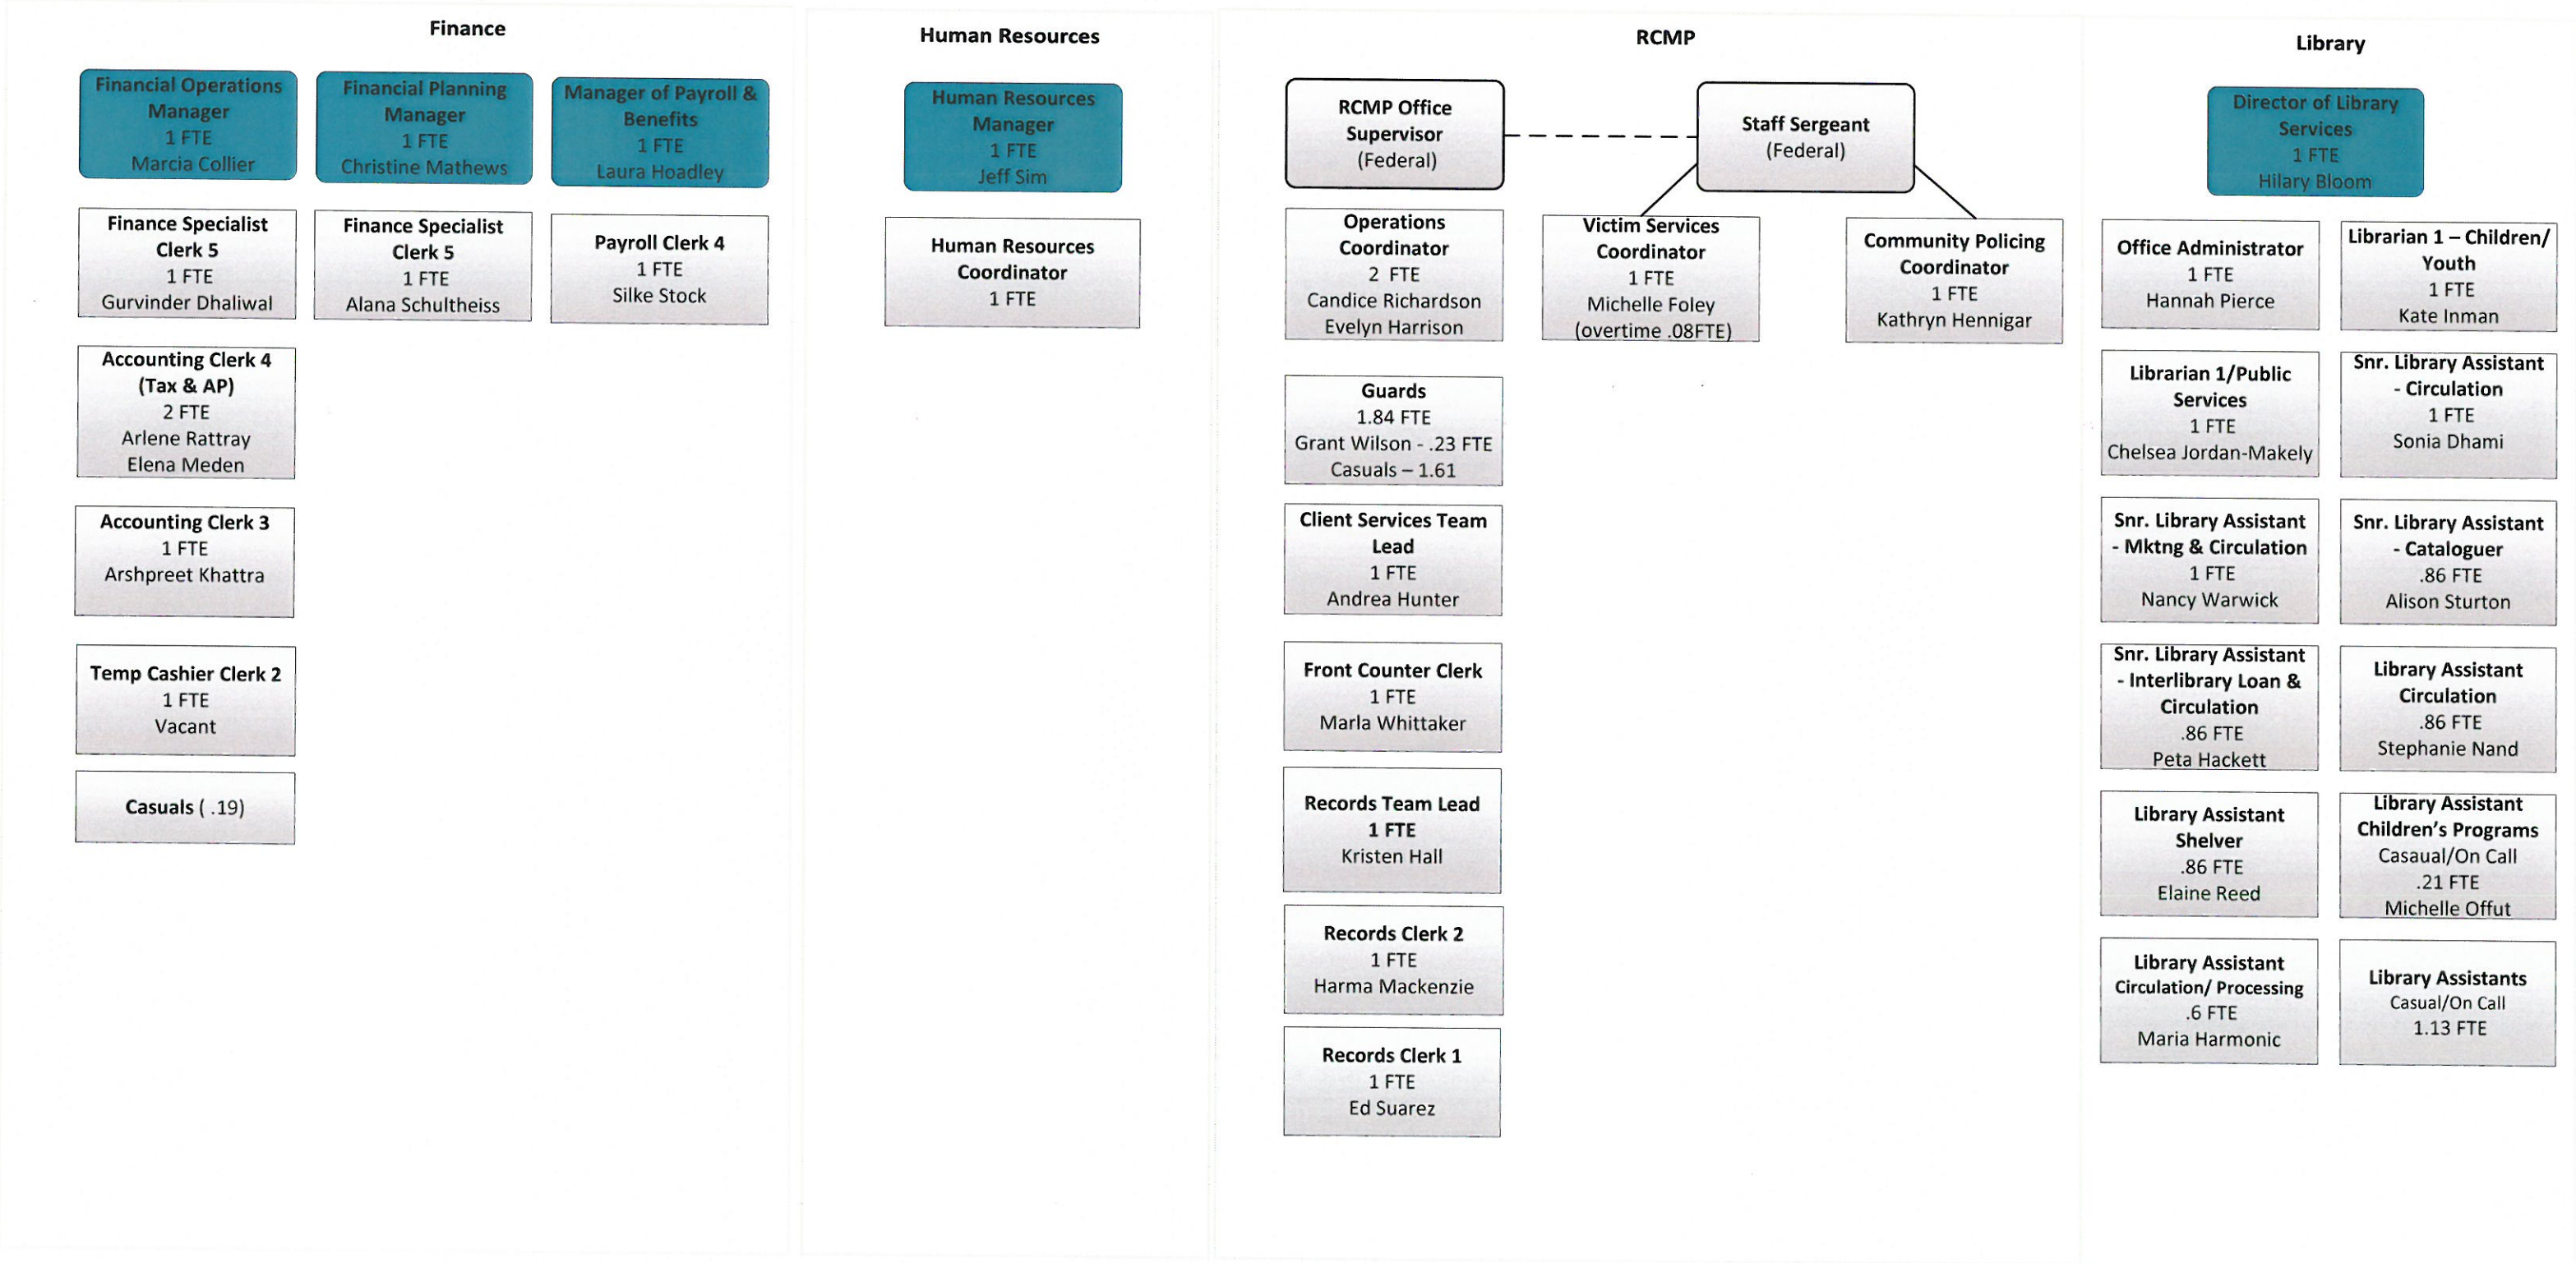 Finance
Financial Operations
Manager
1 FTE
Marcia Collier
Financial Planning
Manager
1 FTE
Christine Mathews
Manager of Payroll &
Benefits
1 FTE
Laura Hoadley
Finance Specialist
Clerk 5
1 FTE
Gurvinder Dhaliwal
Finance Specialist
Clerk 5
1 FTE
Alana Schultheiss
Payroll Clerk 4
1 FTE
Silke Stock
Accounting Clerk 4
(Tax & AP)
2 FTE
Arlene Rattray
Elena Meden
Accounting Clerk 3
1 FTE
Arshpreet Khattra
Temp Cashier Clerk 2
1 FTE
Vacant
Casuals ( .19)
Human Resources
Human Resources
Manager
1 FTE
Jeff Sim
Human Resources
Coordinator
1 FTE
RCMP
RCMP Office
Supervisor
(Federal)
Staff Sergeant
(Federal)
Operations
Coordinator
2 FTE
Candice Richardson
Evelyn Harrison
Victim Services
Coordinator
1 FTE
Michelle Foley
(overtime .08FTE)
Community Policing
Coordinator
1 FTE
Kathryn Hennigar
Guards
1.84 FTE
Grant Wilson - .23 FTE
Casuals – 1.61
Client Services Team
Lead
1 FTE
Andrea Hunter
Front Counter Clerk
1 FTE
Marla Whittaker
Records Team Lead
1 FTE
Kristen Hall
Records Clerk 2
1 FTE
Harma Mackenzie
Records Clerk 1
1 FTE
Ed Suarez
Library
Director of Library
Services
1 FTE
Hilary Bloom
Office Administrator
1 FTE
Hannah Pierce
Librarian 1 – Children/
Youth
1 FTE
Kate Inman
Librarian 1/Public
Services
1 FTE
Chelsea Jordan-Makely
Snr. Library Assistant
- Circulation
1 FTE
Sonia Dhami
Snr. Library Assistant
- Mktng & Circulation
1 FTE
Nancy Warwick
Snr. Library Assistant
- Cataloguer
.86 FTE
Alison Sturton
Snr. Library Assistant
- Interlibrary Loan &
Circulation
.86 FTE
Peta Hackett
Library Assistant
Circulation
.86 FTE
Stephanie Nand
Library Assistant
Shelver
.86 FTE
Elaine Reed
Library Assistant
Children’s Programs
Casaual/On Call
.21 FTE
Michelle Offut
Library Assistant
Circulation/ Processing
.6 FTE
Maria Harmonic
Library Assistants
Casual/On Call
1.13 FTE